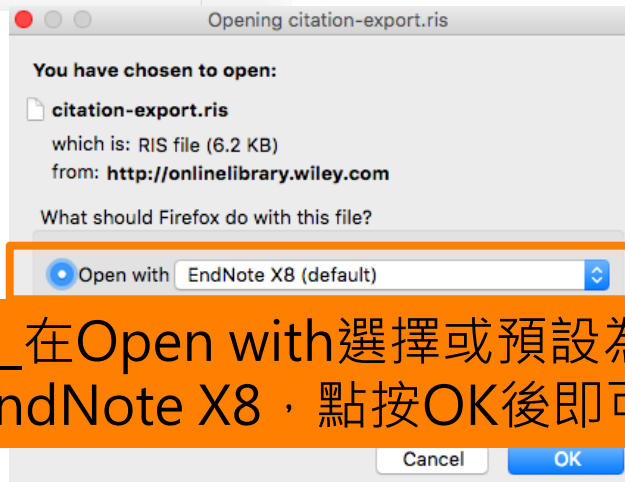 Opening citation-export.ris
You have chosen to open:
citation-export.ris
which is: RIS file (6.2 KB)
from: http://onlinelibrary.wiley.com
What should Firefox do with this file?
Open with EndNote X8 (default)
_在Open with選擇或預設為
ndNote X8，點按OK後即可
Cancel OK